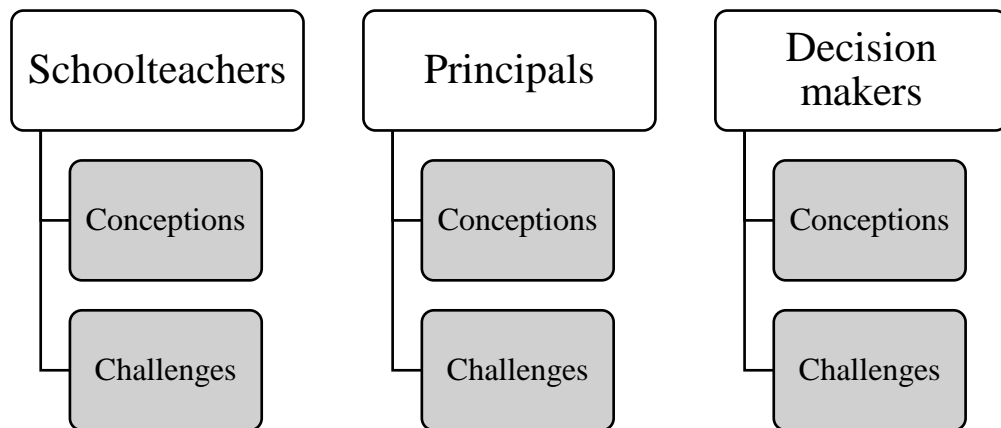 Schoolteachers
Principals
Decision
makers
Conceptions
Conceptions
Conceptions
Challenges
Challenges
Challenges